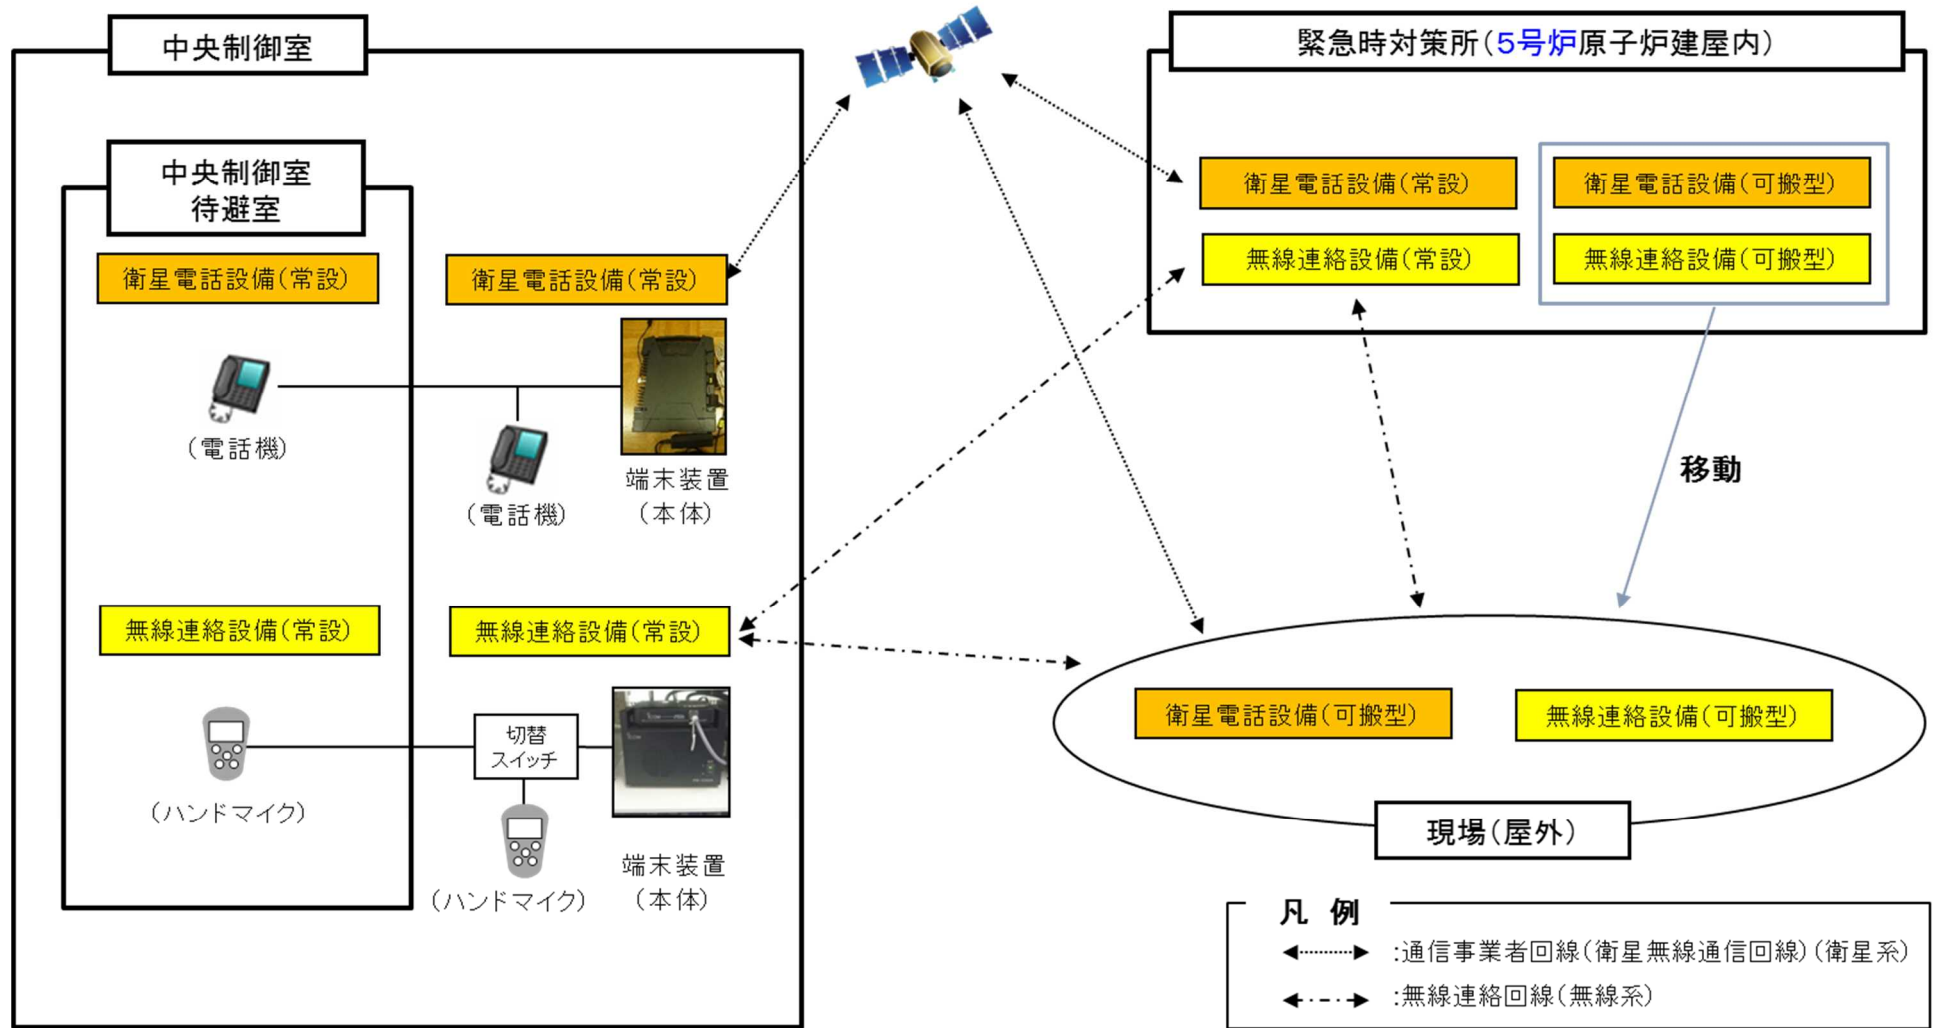 中央制御室
中央制御室
待避室
衛星電話設備(常設)
衛星電話設備(常設)
(電話機)
(電話機)
端末装置
(本体)
無線連絡設備(常設)
無線連絡設備(常設)
切替
スイッチ
(ハンドマイク)
(ハンドマイク)
端末装置
(本体)
緊急時対策所(5号炉原子炉建屋内)
衛星電話設備(常設)
衛星電話設備(可搬型)
無線連絡設備(常設)
無線連絡設備(可搬型)
移動
衛星電話設備(可搬型)
無線連絡設備(可搬型)
現場(屋外)
凡 例
:通信事業者回線(衛星無線通信回線)(衛星系)
:無線連絡回線(無線系)